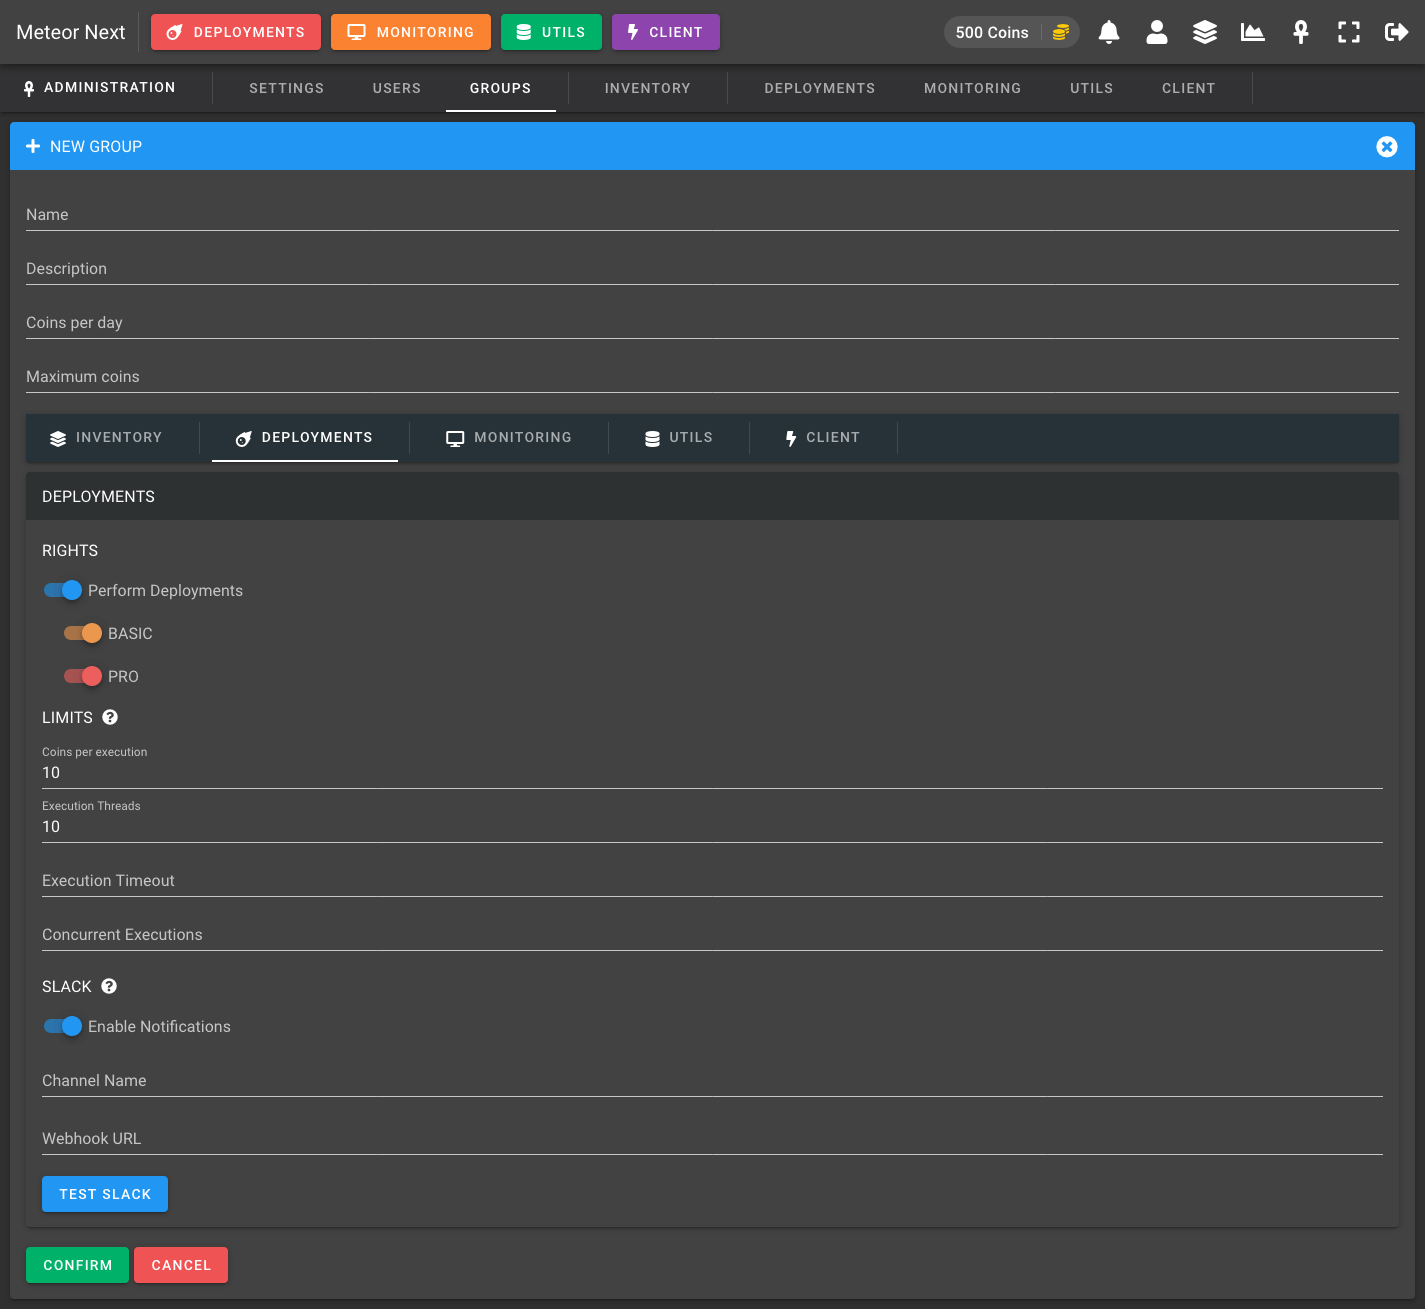 Meteor Next DEPLOYMENTS MONITORING UTILS CLIENT 500 Coins
ADMINISTRATION SETTINGS USERS GROUPS INVENTORY DEPLOYMENTS MONITORING UTILS CLIENT
NEW GROUP
Name
Description
Coins per day
Maximum coins
INVENTORY DEPLOYMENTS MONITORING UTILS CLIENT
DEPLOYMENTS
RIGHTS
Perform Deployments
BASIC
PRO
LIMITS
Coins per execution
10
Execution Threads
10
Execution Timeout
Concurrent Executions
SLACK
Enable Notifications
Channel Name
Webhook URL
TEST SLACK
CONFIRM CANCEL